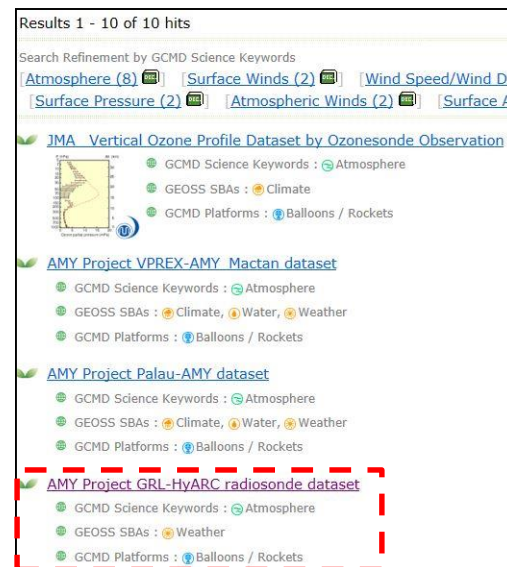 Results 1 - 10 of 10 hits
Search Refinement by GCMD Science Keywords
[Atmosphere (8) ] [Surface Winds (2) ] [Wind Speed/Wind D
[Surface Pressure (2) ] [Atmospheric Winds (2) ] [Surface A
JMA Vertical Ozone Profile Dataset by Ozonesonde Observation
GCMD Science Keywords : Atmosphere
GEOSS SBAs : Climate
GCMD Platforms : Balloons / Rockets
AMY Project VPREX-AMY Mactan dataset
GCMD Science Keywords : Atmosphere
GEOSS SBAs : Climate, Water, Weather
GCMD Platforms : Balloons / Rockets
AMY Project Palau-AMY dataset
GCMD Science Keywords : Atmosphere
GEOSS SBAs : Climate, Water, Weather
GCMD Platforms : Balloons / Rockets
AMY Project GRL-HyARC radiosonde dataset
GCMD Science Keywords : Atmosphere
GEOSS SBAs : Weather
GCMD Platforms : Balloons / Rockets